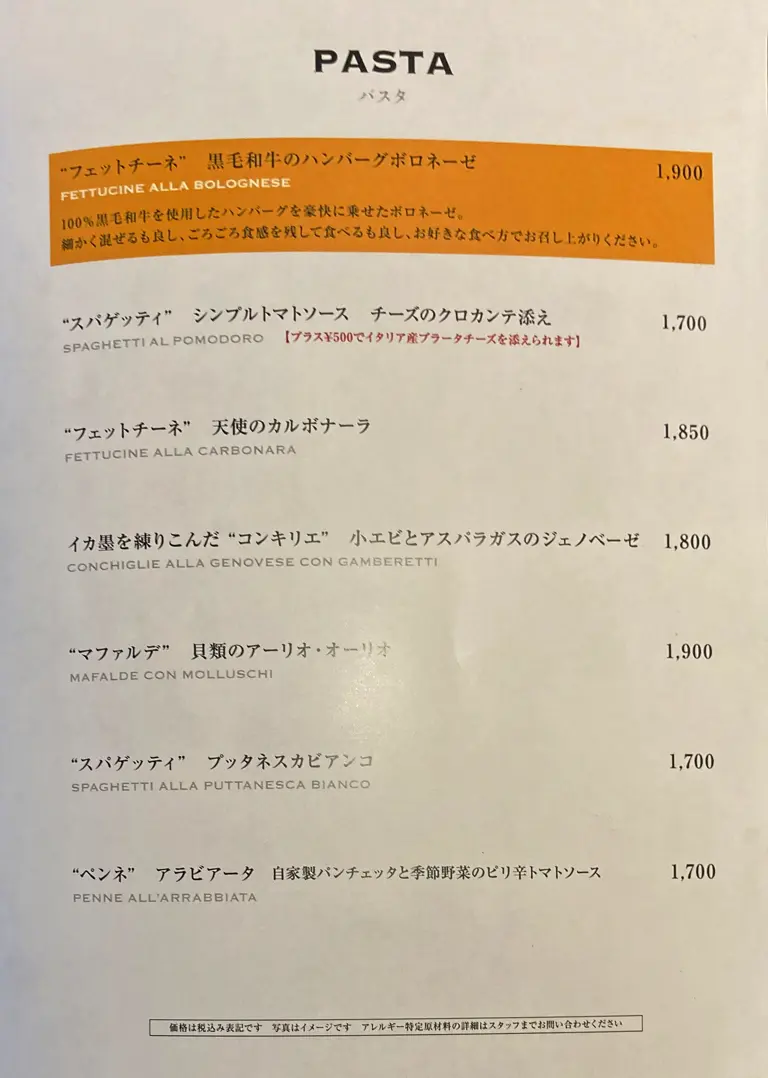 PASTA
パスタ
“フェットチーネ”　黒毛和牛のハンバーグボロネーゼ　1,900
FETTUCINE ALLA BOLOGNESE
100%黒毛和牛を使用したハンバーグを豪快に乗せたボロネーゼ。
細かく混ぜるも良し、ごろごろ食感を残して食べるも良し、お好きな食べ方でお召し上がりください。
“スパゲッティ”　シンプルトマトソース　チーズのクロカンテ添え　1,700
SPAGHETTI AL POMODORO　【プラス¥500でイタリア産ブラータチーズを添えられます】
“フェットチーネ”　天使のカルボナーラ　1,850
FETTUCINE ALLA CARBONARA
イカ墨を練りこんだ “コンキリエ”　小エビとアスパラガスのジェノベーゼ　1,800
CONCHIGLIE ALLA GENOVESE CON GAMBERETTI
“マファルデ”　貝類のアーリオ・オーリオ　1,900
MAFALDE CON MOLLUSCHI
“スパゲッティ”　プッタネスカビアンコ　1,700
SPAGHETTI ALLA PUTTANESCA BIANCO
“ペンネ”　アラビアータ　自家製パンチェッタと季節野菜のピリ辛トマトソース　1,700
PENNE ALL'ARRABBIATA
価格は税込み表記です　写真はイメージです　アレルギー特定原材料の詳細はスタッフまでお問い合わせください